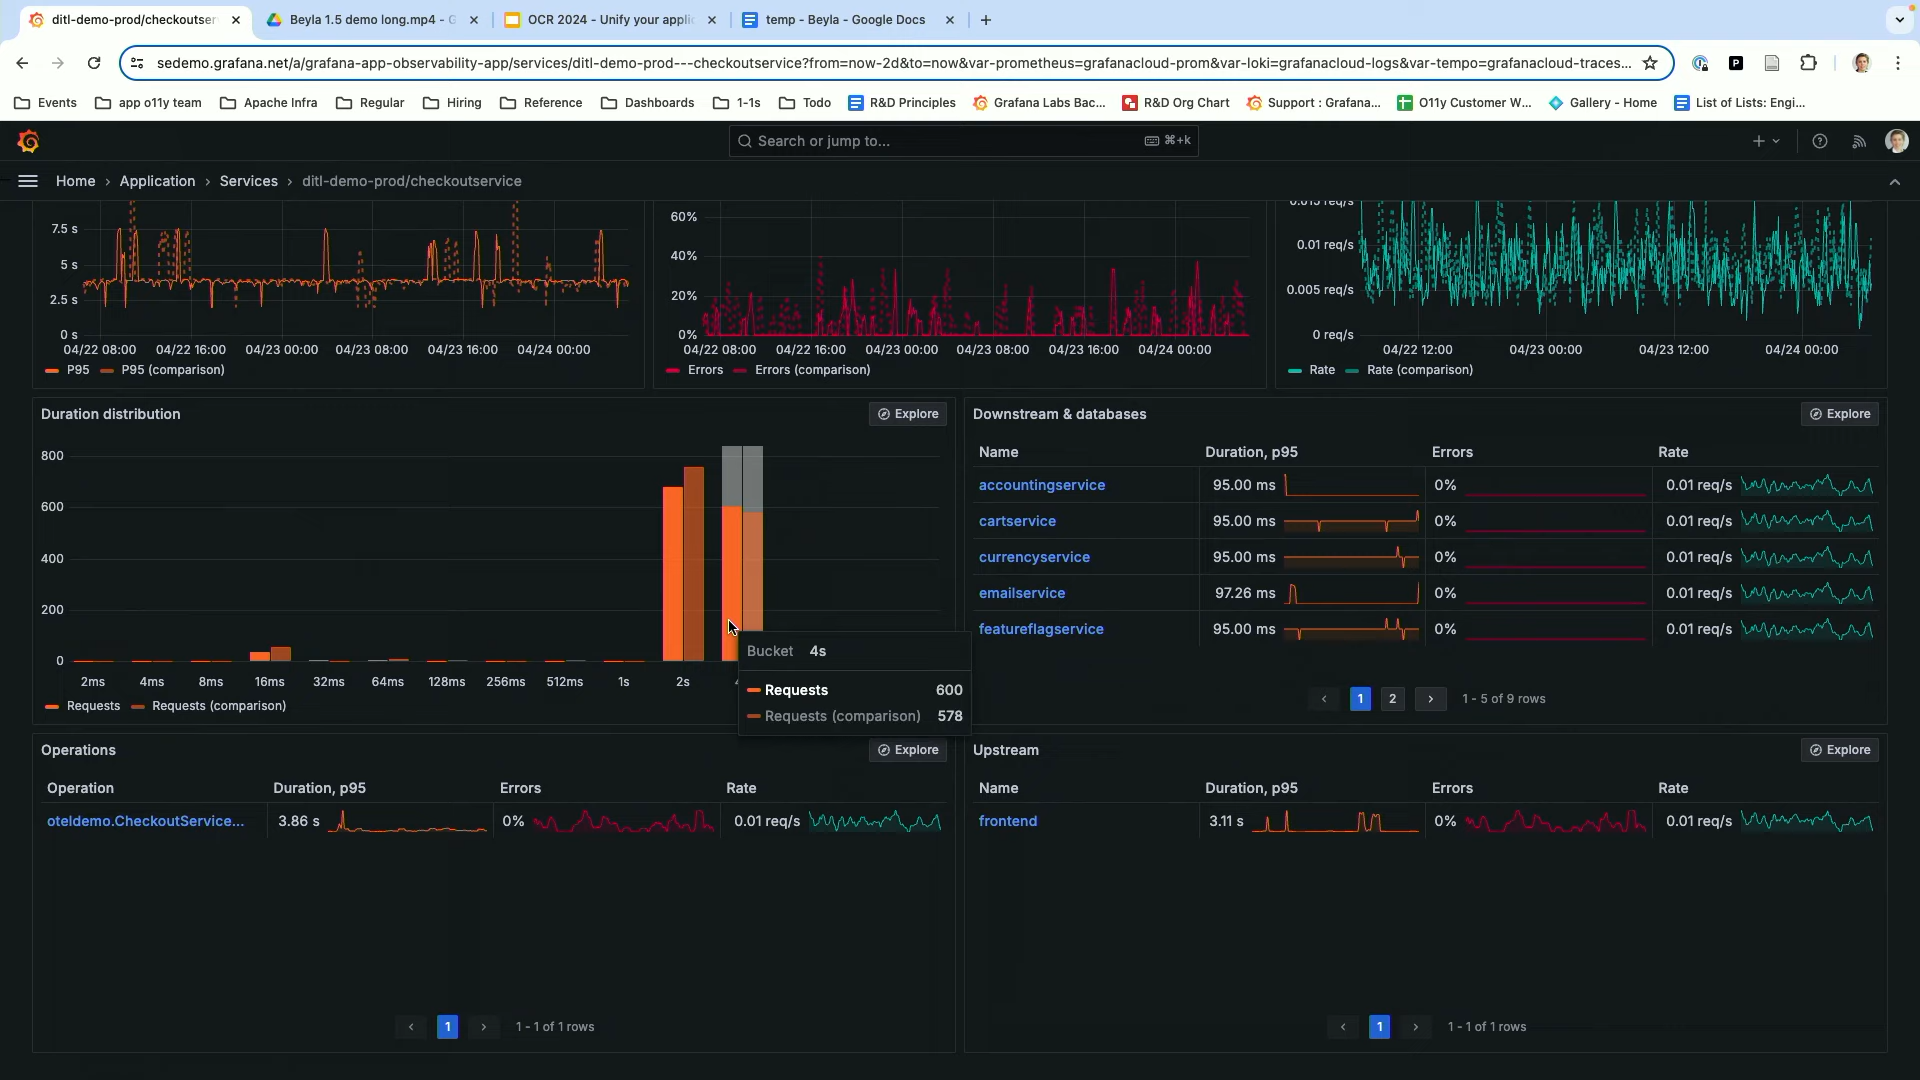 ditl-demo-prod/checkoutser
Beyla 1.5 demo long.mp4 - G
OCR 2024 - Unify your appli
temp - Beyla - Google Docs
sedemo.grafana.net/a/grafana-app-observability-app/services/ditl-demo-prod---checkoutservice?from=now-2d&to=now&var-prometheus=grafanacloud-prom&var-loki=grafanacloud-logs&var-tempo=grafanacloud-traces...
Events
app o11y team
Apache Infra
Regular
Hiring
Reference
Dashboards
1-1s
Todo
R&D Principles
Grafana Labs Bac...
R&D Org Chart
Support : Grafana...
O11y Customer W...
Gallery - Home
List of Lists: Engi...
Search or jump to...
⌘+k
Home › Application › Services › ditl-demo-prod/checkoutservice
7.5 s
5 s
2.5 s
0 s
04/22 08:00 04/22 16:00 04/23 00:00 04/23 08:00 04/23 16:00 04/24 00:00
P95 P95 (comparison)
60%
40%
20%
0%
04/22 08:00 04/22 16:00 04/23 00:00 04/23 08:00 04/23 16:00 04/24 00:00
Errors Errors (comparison)
0.015 req/s
0.01 req/s
0.005 req/s
0 req/s
04/22 12:00 04/23 00:00 04/23 12:00 04/24 00:00
Rate Rate (comparison)
Duration distribution
Explore
800
600
400
200
0
2ms 4ms 8ms 16ms 32ms 64ms 128ms 256ms 512ms 1s 2s
Requests Requests (comparison)
Bucket 4s
Requests 600
Requests (comparison) 578
Downstream & databases
Explore
Name Duration, p95 Errors Rate
accountingservice 95.00 ms 0% 0.01 req/s
cartservice 95.00 ms 0% 0.01 req/s
currencyservice 95.00 ms 0% 0.01 req/s
emailservice 97.26 ms 0% 0.01 req/s
featureflagservice 95.00 ms 0% 0.01 req/s
1 2 1 - 5 of 9 rows
Operations
Explore
Operation Duration, p95 Errors Rate
oteldemo.CheckoutService... 3.86 s 0% 0.01 req/s
1 1 - 1 of 1 rows
Upstream
Explore
Name Duration, p95 Errors Rate
frontend 3.11 s 0% 0.01 req/s
1 1 - 1 of 1 rows